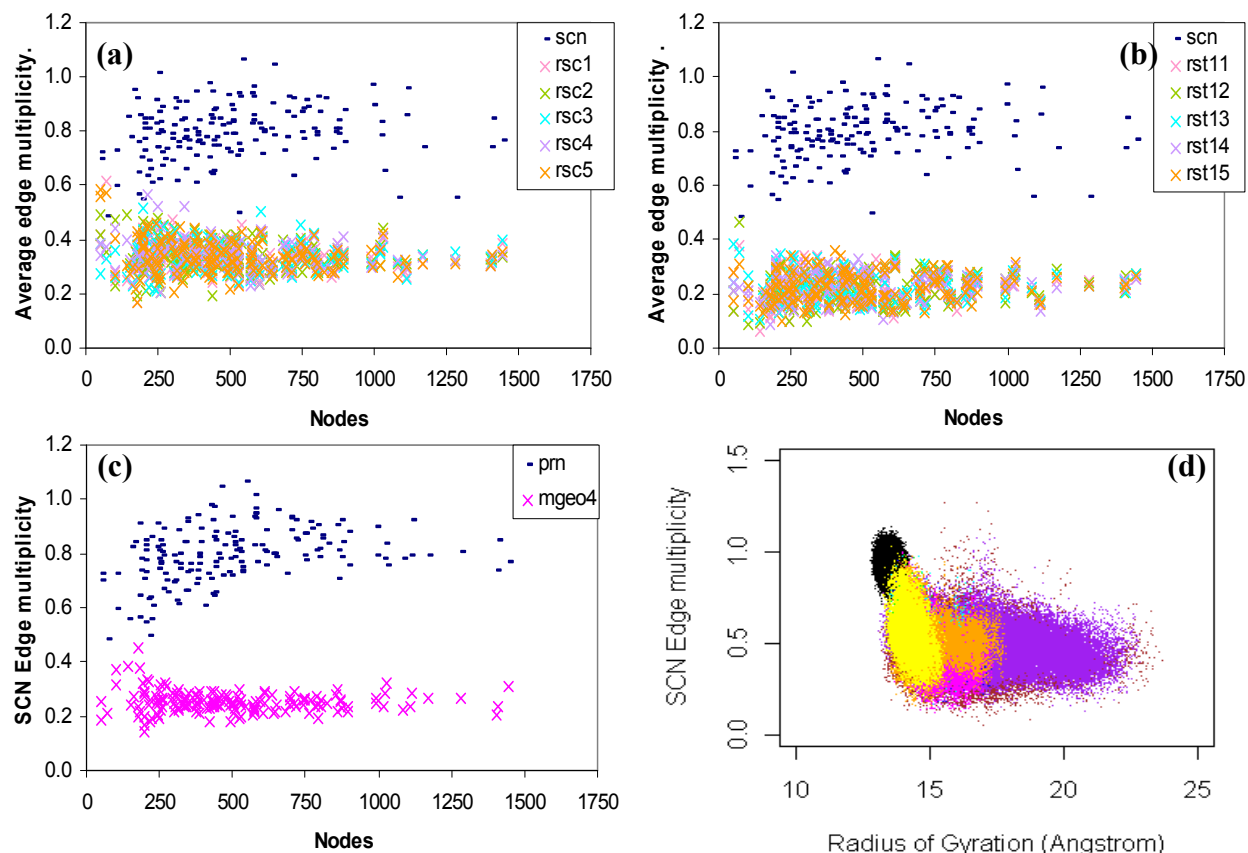 (a)
Average edge multiplicity.
1.2
1.0
0.8
0.6
0.4
0.2
0.0
scn
rsc1
rsc2
rsc3
rsc4
rsc5
0 250 500 750 1000 1250 1500 1750
Nodes
(b)
Average edge multiplicity .
1.2
1.0
0.8
0.6
0.4
0.2
0.0
scn
rst11
rst12
rst13
rst14
rst15
0 250 500 750 1000 1250 1500 1750
Nodes
(c)
SCN Edge multiplicity
1.2
1.0
0.8
0.6
0.4
0.2
0.0
prn
mgeo4
0 250 500 750 1000 1250 1500 1750
Nodes
(d)
SCN Edge multiplicity
1.5
1.0
0.5
0.0
10 15 20 25
Radius of Gyration (Angstrom)